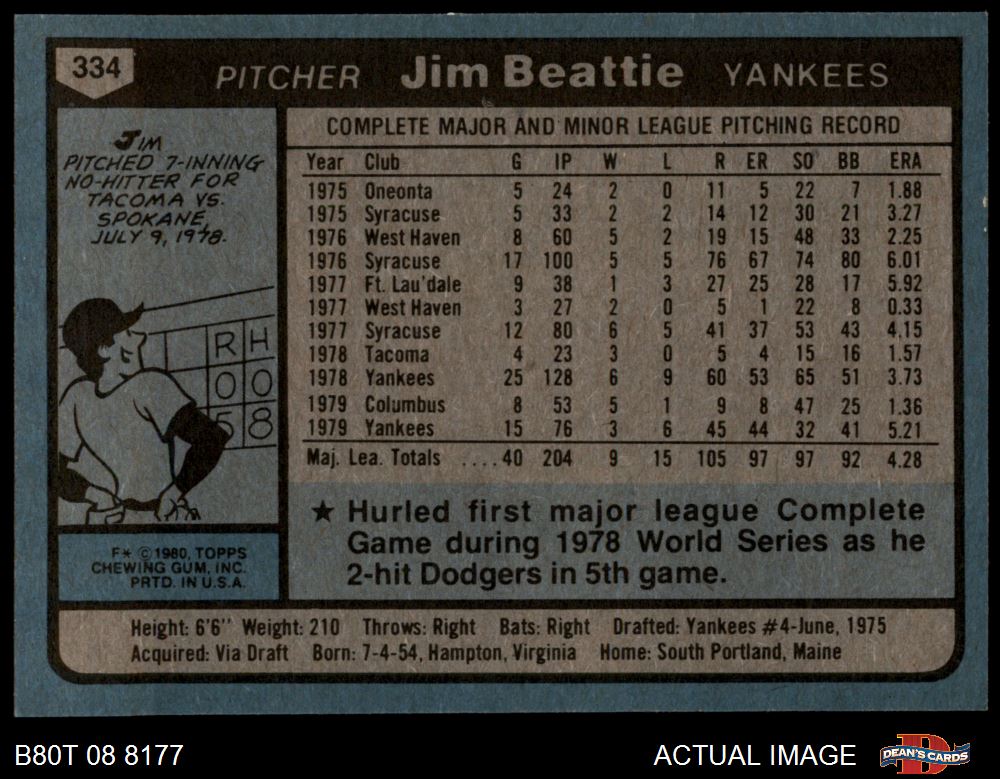 334
PITCHER Jim Beattie YANKEES
JIM
PITCHED 7-INNING
NO-HITTER FOR
TACOMA VS.
SPOKANE,
JULY 9, 1978.
R H
0 0
5 8
F* © 1980, TOPPS
CHEWING GUM, INC.
PRTD. IN U.S.A.
COMPLETE MAJOR AND MINOR LEAGUE PITCHING RECORD
Year Club G IP W L R ER SO BB ERA
1975 Oneonta 5 24 2 0 11 5 22 7 1.88
1975 Syracuse 5 33 2 2 14 12 30 21 3.27
1976 West Haven 8 60 5 2 19 15 48 33 2.25
1976 Syracuse 17 100 5 5 76 67 74 80 6.01
1977 Ft. Lau'dale 9 38 1 3 27 25 28 17 5.92
1977 West Haven 3 27 2 0 5 1 22 8 0.33
1977 Syracuse 12 80 6 5 41 37 53 43 4.15
1978 Tacoma 4 23 3 0 5 4 15 16 1.57
1978 Yankees 25 128 6 9 60 53 65 51 3.73
1979 Columbus 8 53 5 1 9 8 47 25 1.36
1979 Yankees 15 76 3 6 45 44 32 41 5.21
Maj. Lea. Totals ....40 204 9 15 105 97 97 92 4.28
★ Hurled first major league Complete
Game during 1978 World Series as he
2-hit Dodgers in 5th game.
Height: 6'6" Weight: 210 Throws: Right Bats: Right Drafted: Yankees #4-June, 1975
Acquired: Via Draft Born: 7-4-54, Hampton, Virginia Home: South Portland, Maine
B80T 08 8177 ACTUAL IMAGE
DEAN'S CARDS